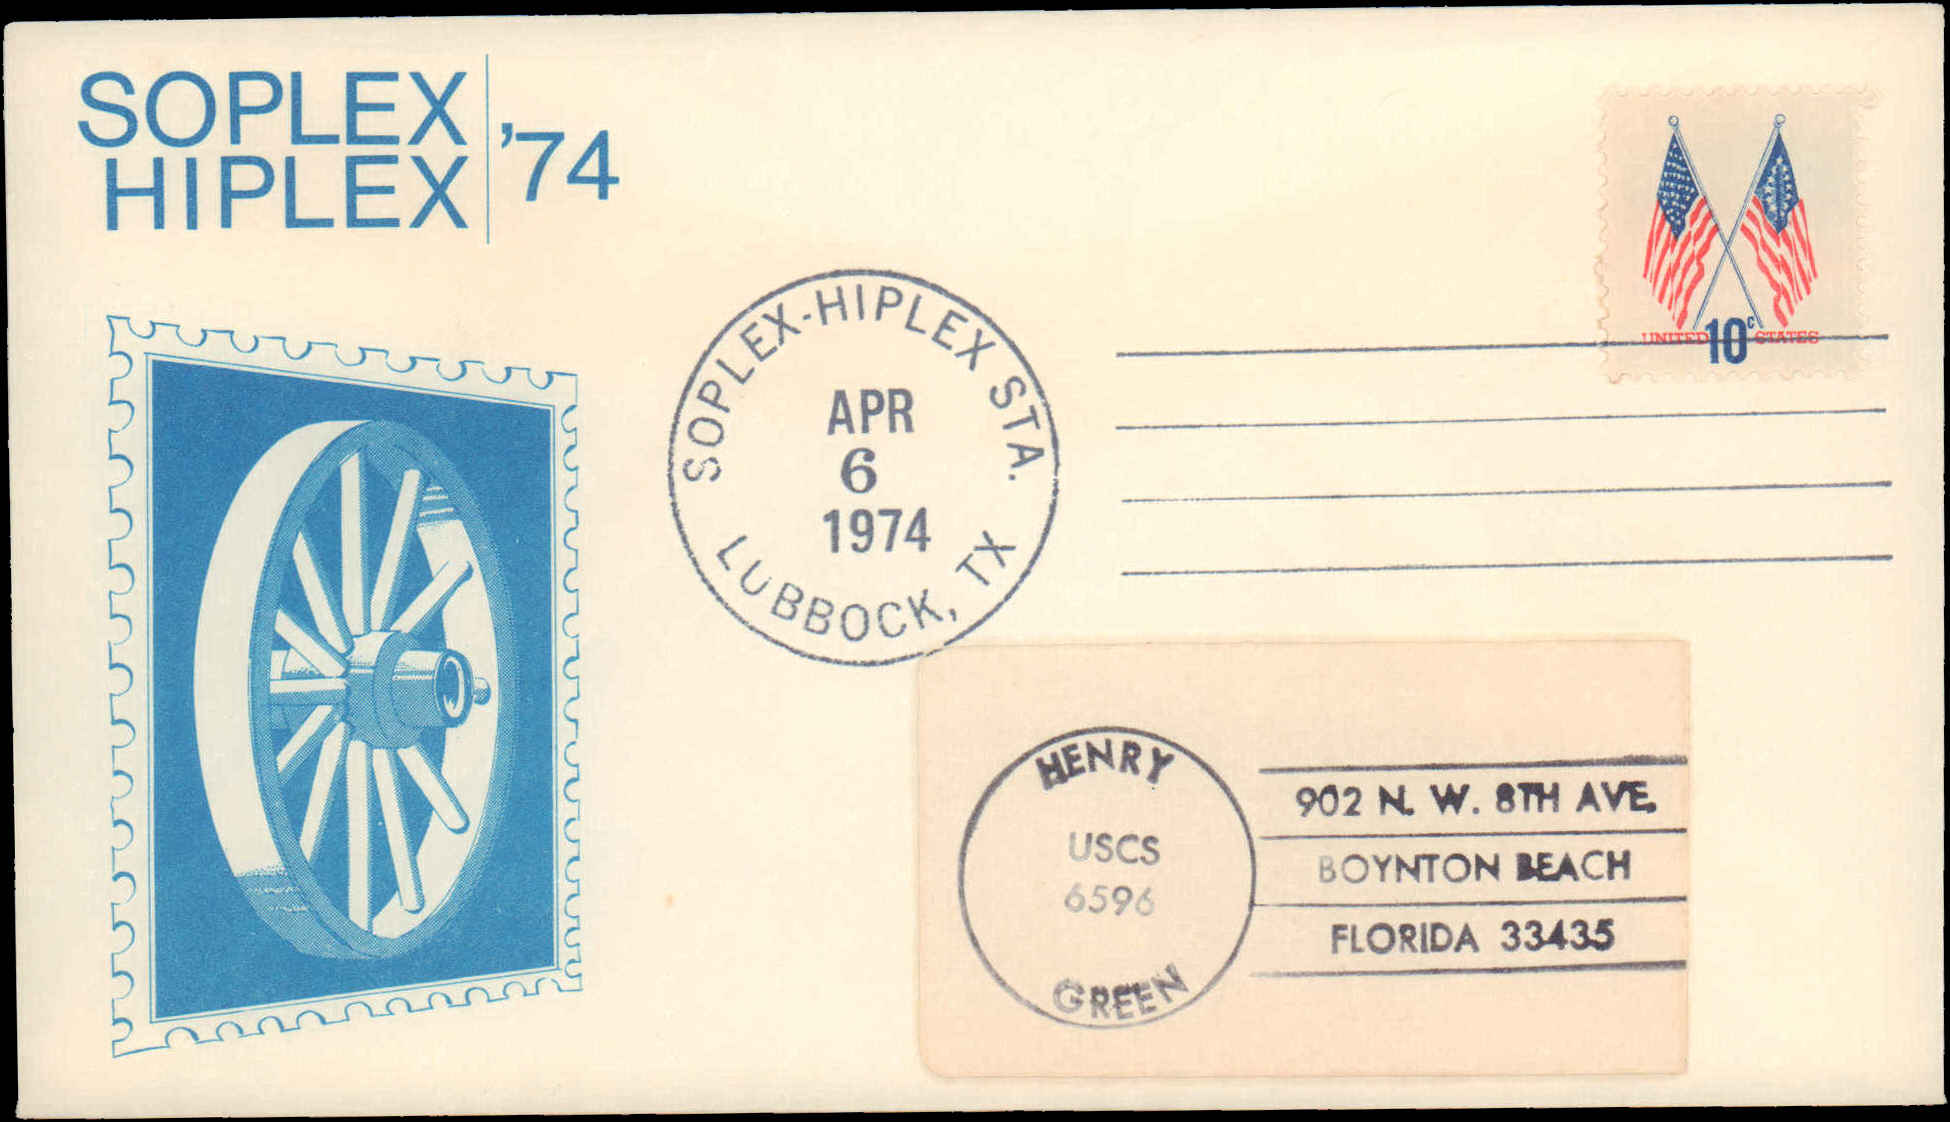 SOPLEX
HIPLEX
'74
UNITED 10c STATES
SOPLEX-HIPLEX STA.
APR
6
1974
LUBBOCK, TX
HENRY
USCS
6596
GREEN
902 N. W. 8TH AVE.
BOYNTON BEACH
FLORIDA 33435